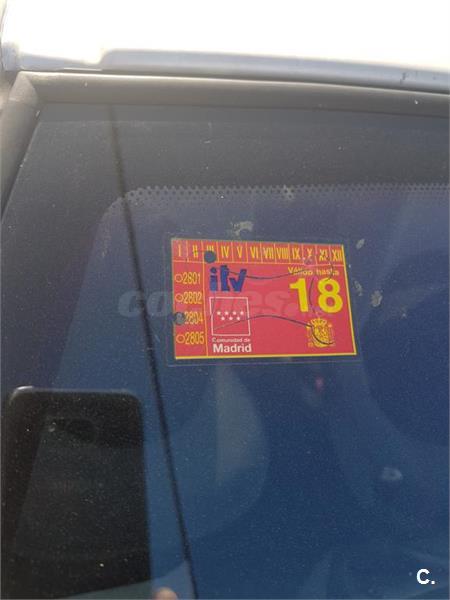 I II III IV V VI VII VIII IX X XI XII
2801
2802
2804
2805
itv
Válido hasta
18
Comunidad de
Madrid
C.